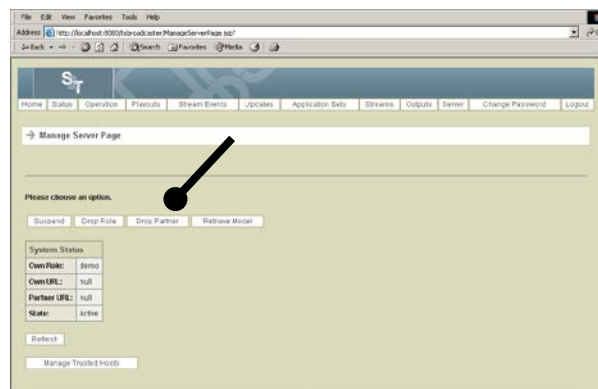 File Edit View Favorites Tools Help
Address http://localhost:8080/tsbroadcaster/ManageServerPage.jsp?
Back Search Favorites Media
S&T
Home Status Operation Playouts Stream Events Updates Application Sets Streams Outputs Server Change Password Logout
Manage Server Page
Please choose an option.
Suspend Drop Role Drop Partner Retrieve Model
System Status
Own Role: demo
Own URL: null
Partner URL: null
State: Active
Refresh
Manage Trusted Hosts